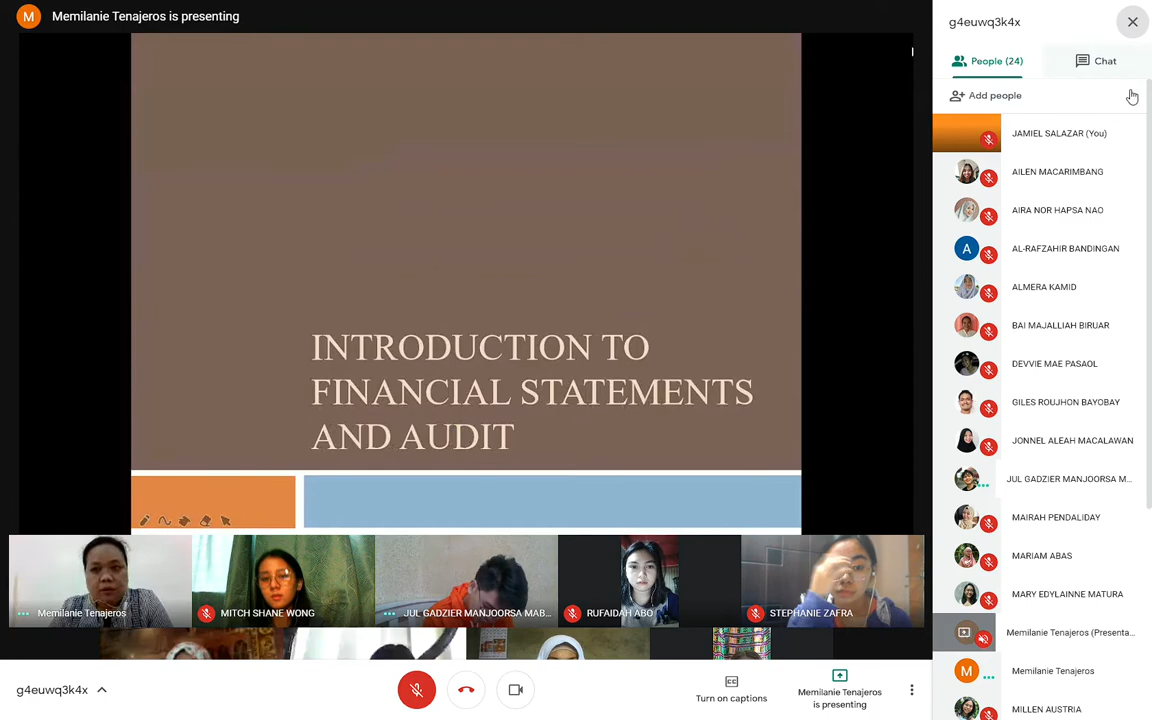 M
Memilanie Tenajeros is presenting
INTRODUCTION TO
FINANCIAL STATEMENTS
AND AUDIT
Memilanie Tenajeros
MITCH SHANE WONG
JUL GADZIER MANJOORSA MAB...
RUFAIDAH ABO
STEPHANIE ZAFRA
g4euwq3k4x
CC
Turn on captions
Memilanie Tenajeros
is presenting
g4euwq3k4x
People (24)
Chat
Add people
JAMIEL SALAZAR (You)
AILEN MACARIMBANG
AIRA NOR HAPSA NAO
A
AL-RAFZAHIR BANDINGAN
ALMERA KAMID
BAI MAJALLIAH BIRUAR
DEVVIE MAE PASAOL
GILES ROUJHON BAYOBAY
JONNEL ALEAH MACALAWAN
JUL GADZIER MANJOORSA M...
MAIRAH PENDALIDAY
MARIAM ABAS
MARY EDYLAINNE MATURA
Memilanie Tenajeros (Presenta...
M
Memilanie Tenajeros
MILLEN AUSTRIA